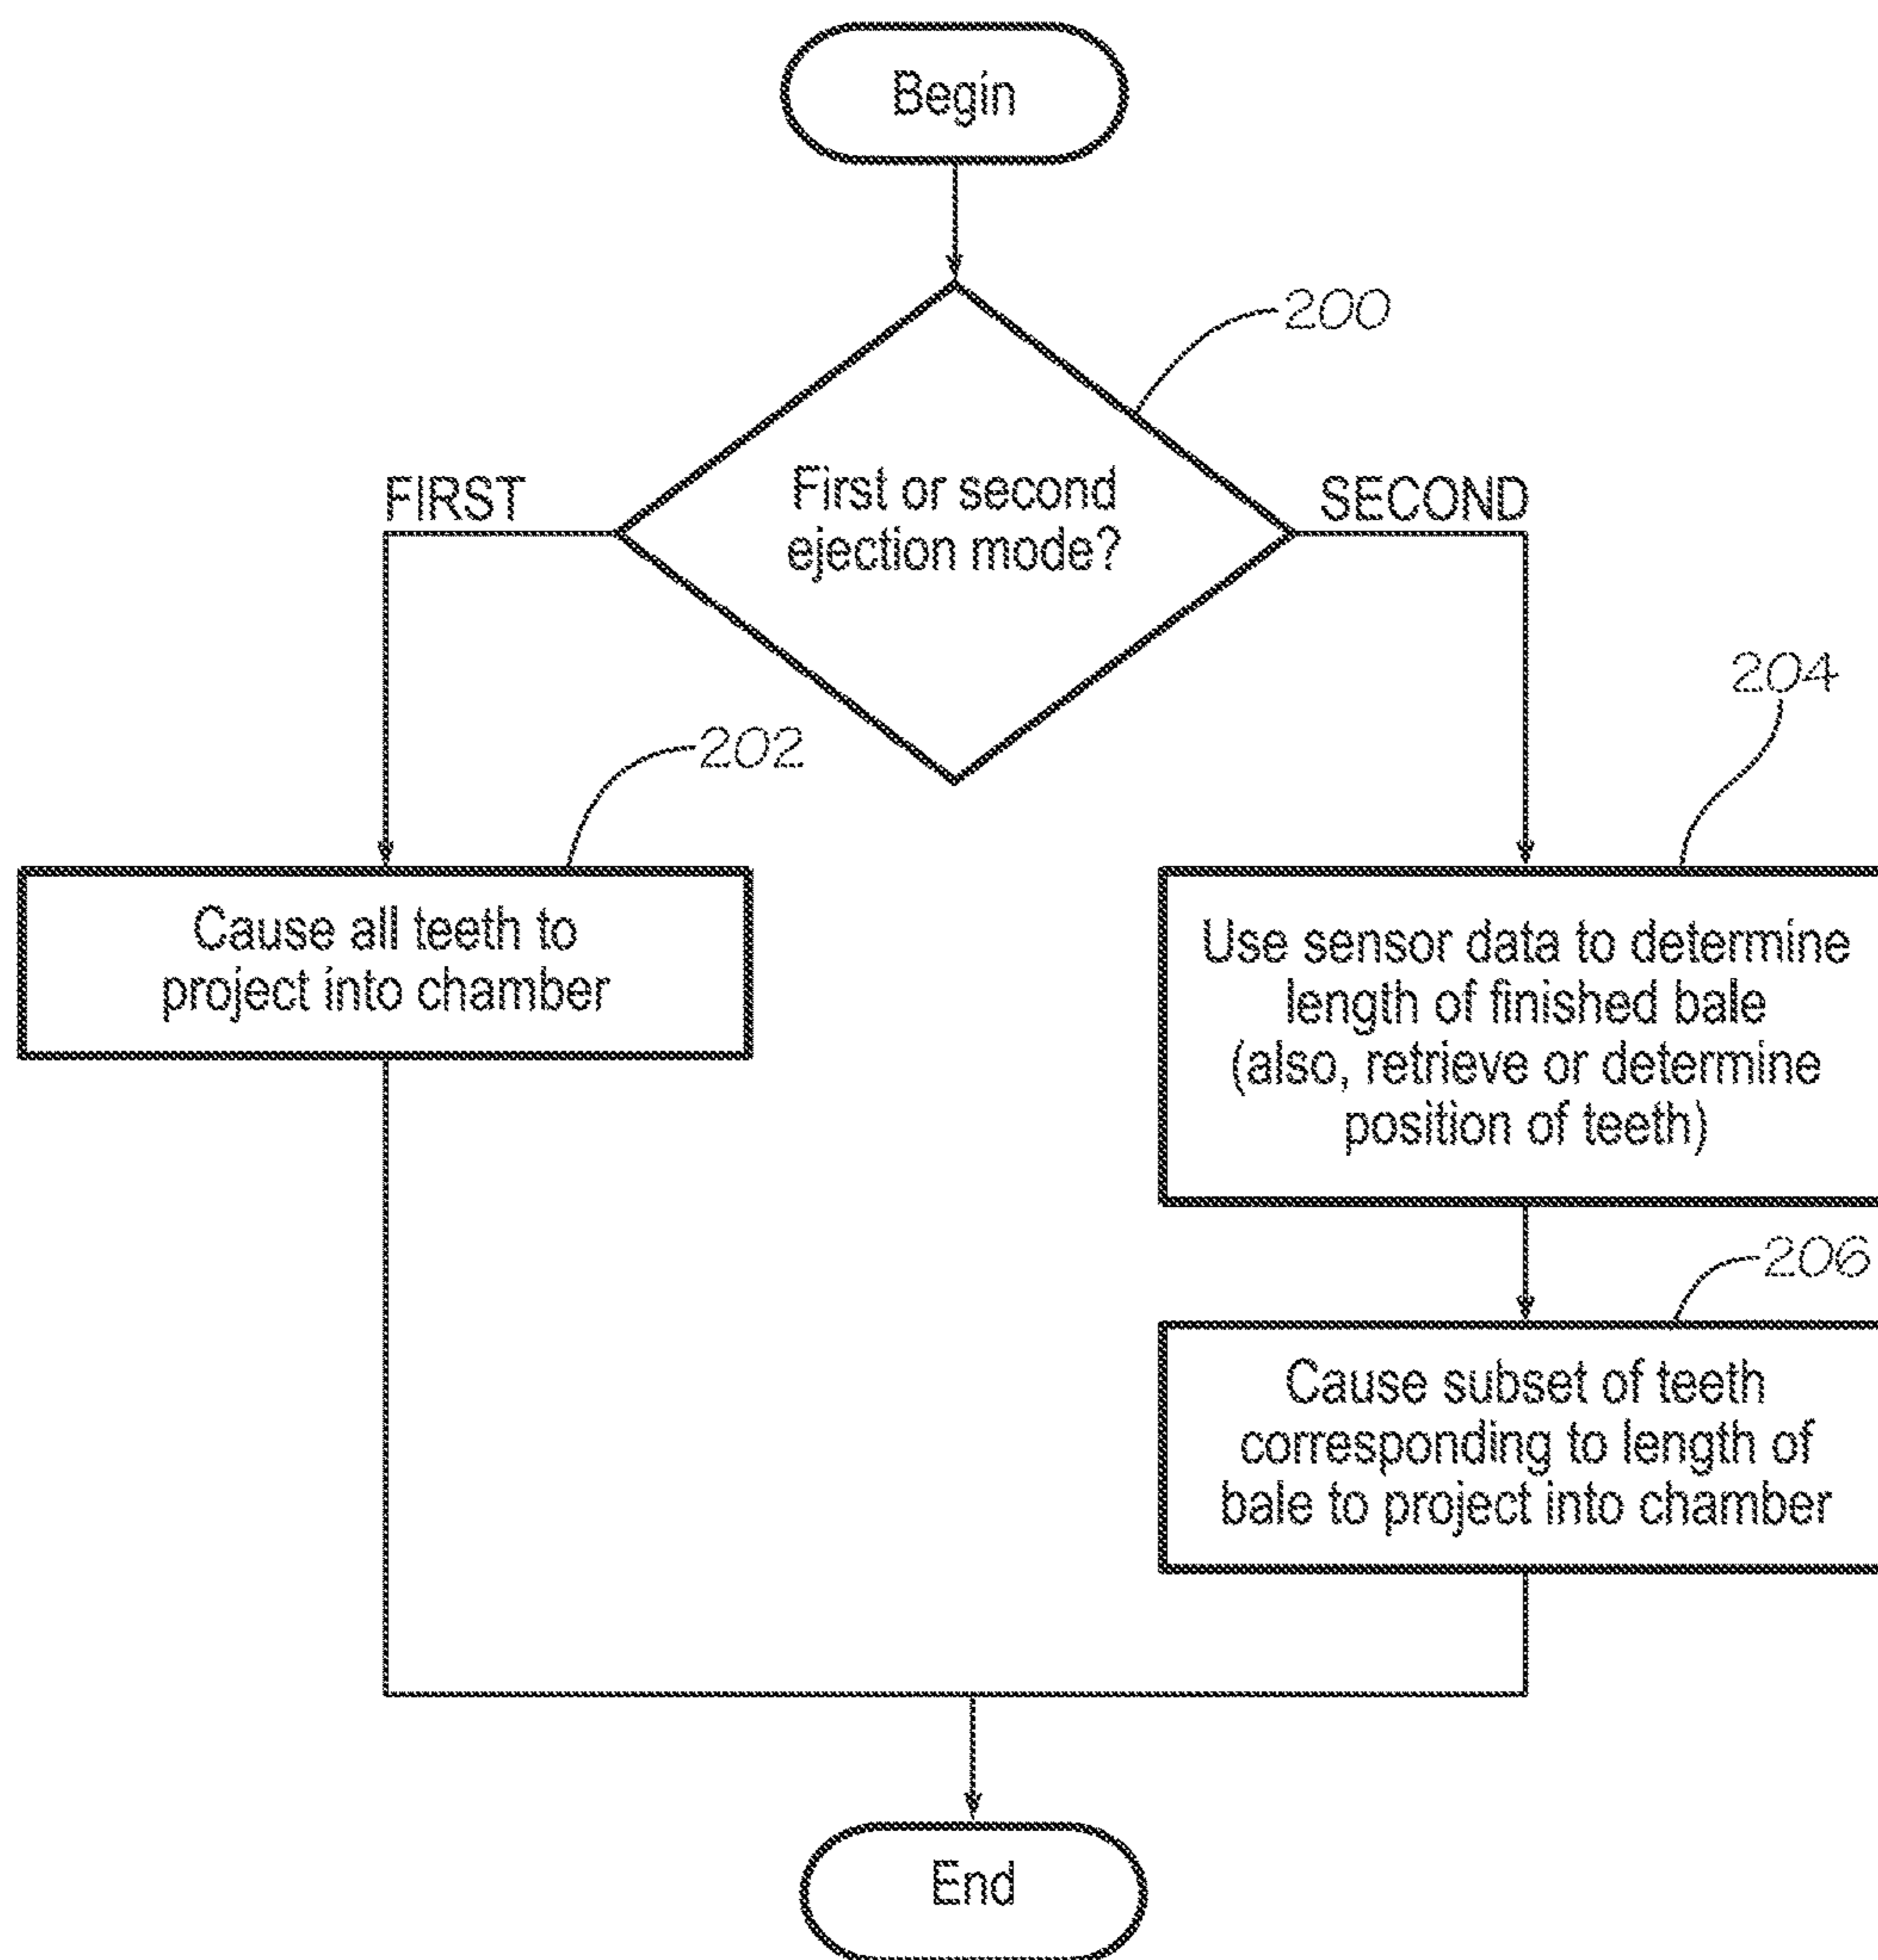 Begin
200
First or second
ejection mode?
FIRST
SECOND
202
Cause all teeth to
project into chamber
204
Use sensor data to determine
length of finished bale
(also, retrieve or determine
position of teeth)
206
Cause subset of teeth
corresponding to length of
bale to project into chamber
End